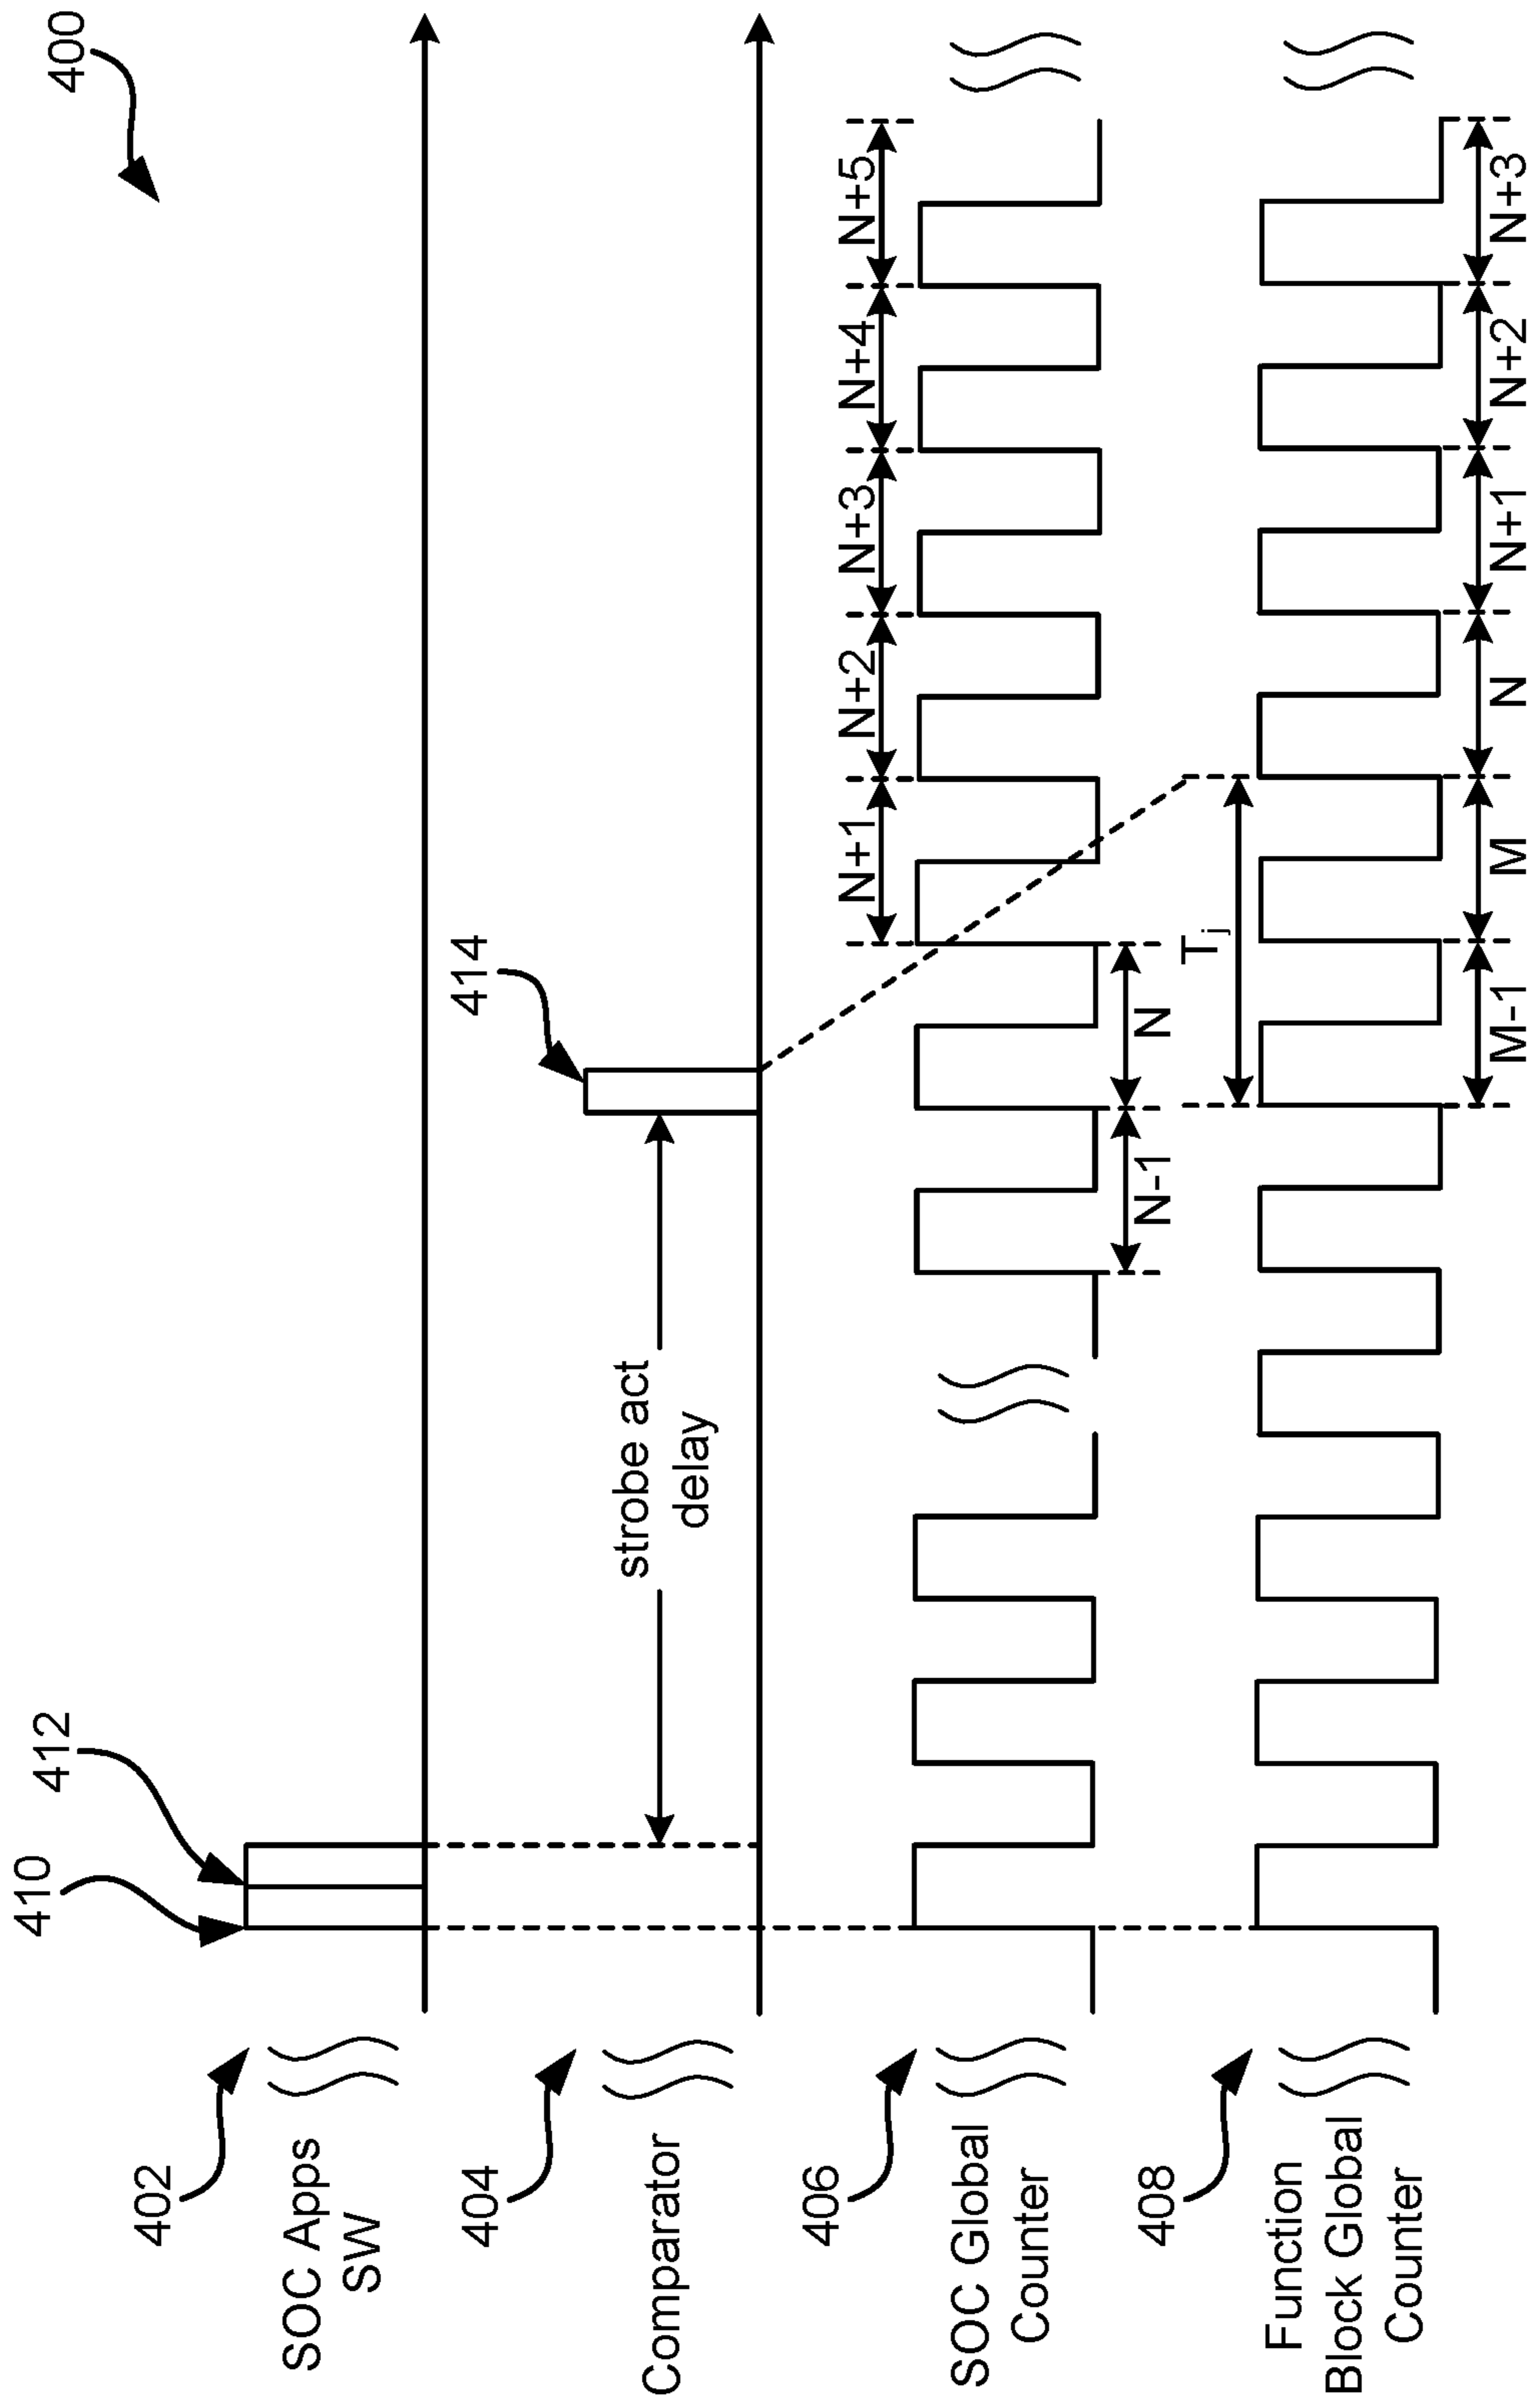 400
402
SOC Apps
SW
410
412
404
Comparator
strobe act
delay
414
406
SOC Global
Counter
N-1
N
N+1
N+2
N+3
N+4
N+5
408
Function
Block Global
Counter
Tj
M-1
M
N
N+1
N+2
N+3